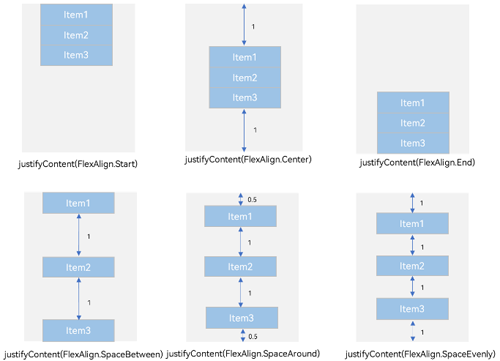 Item1
Item2
Item3
justifyContent(FlexAlign.Start)
1
Item1
Item2
Item3
1
justifyContent(FlexAlign.Center)
Item1
Item2
Item3
justifyContent(FlexAlign.End)
Item1
1
Item2
1
Item3
justifyContent(FlexAlign.SpaceBetween)
0.5
Item1
1
Item2
1
Item3
0.5
justifyContent(FlexAlign.SpaceAround)
1
Item1
1
Item2
1
Item3
1
justifyContent(FlexAlign.SpaceEvenly)